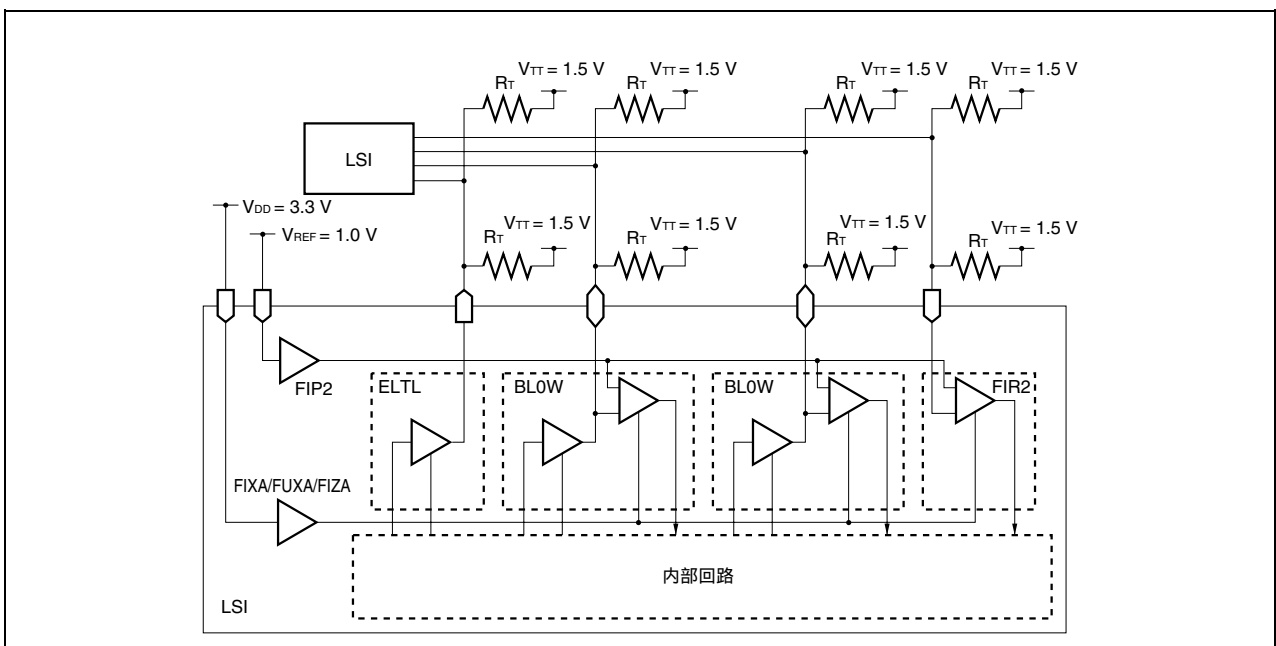 VTT = 1.5 V
VTT = 1.5 V
VTT = 1.5 V
VTT = 1.5 V
RT
RT
RT
RT
LSI
VDD = 3.3 V
VREF = 1.0 V
VTT = 1.5 V
VTT = 1.5 V
VTT = 1.5 V
VTT = 1.5 V
RT
RT
RT
RT
FIP2
ELTL
BL0W
BL0W
FIR2
FIXA/FUXA/FIZA
内部回路
LSI